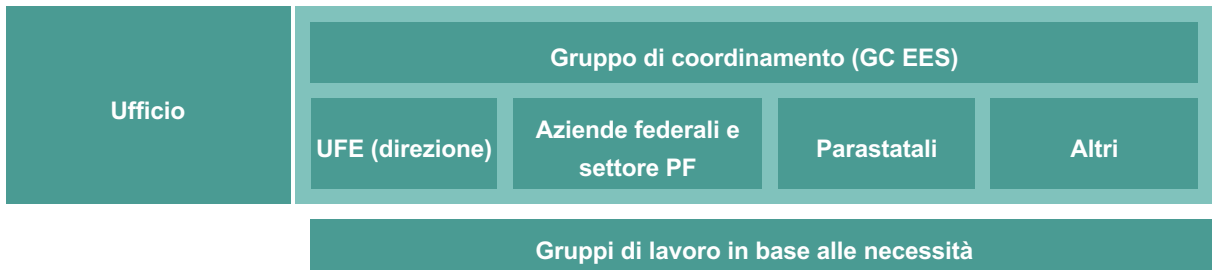 Ufficio
Gruppo di coordinamento (GC EES)
UFE (direzione)
Aziende federali e
settore PF
Parastatali
Altri
Gruppi di lavoro in base alle necessità